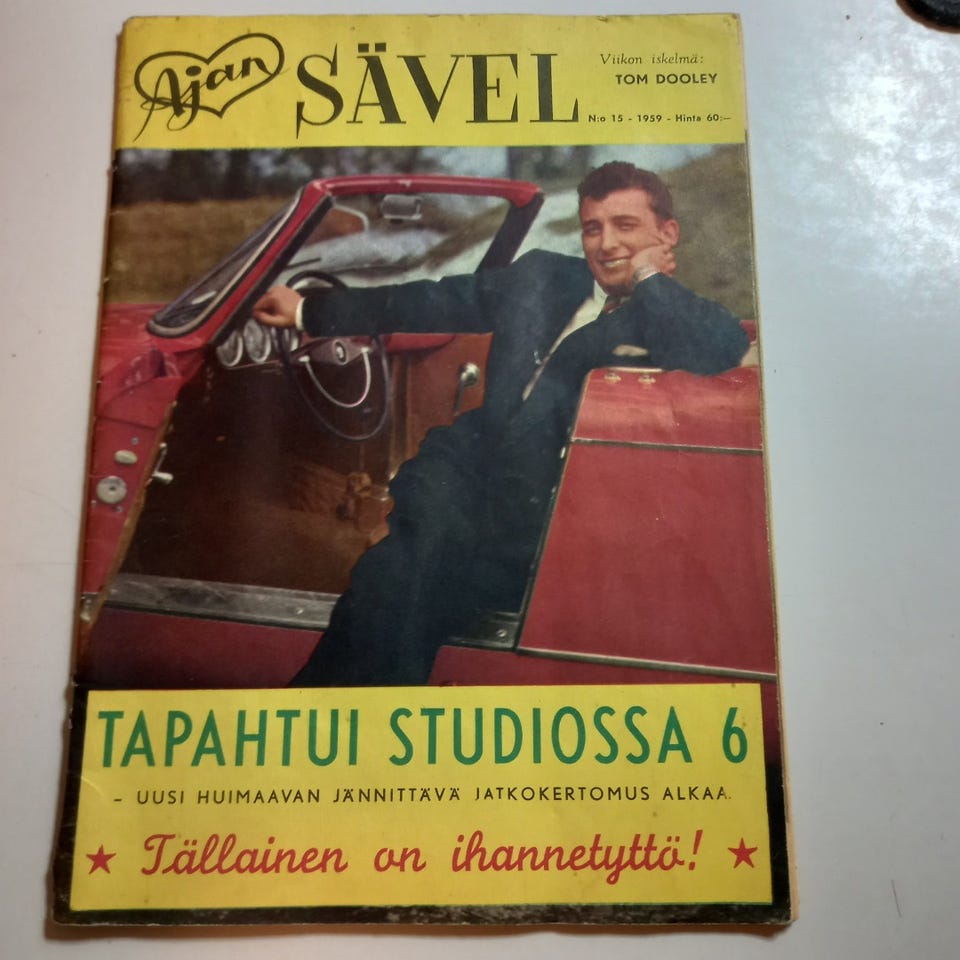 Ajan SÄVEL
Viikon iskelmä:
TOM DOOLEY
N:o 15 - 1959 - Hinta 60:—
TAPAHTUI STUDIOSSA 6
– UUSI HUIMAAVAN JÄNNITTÄVÄ JATKOKERTOMUS ALKAA.
★ Tällainen on ihannetyttö! ★